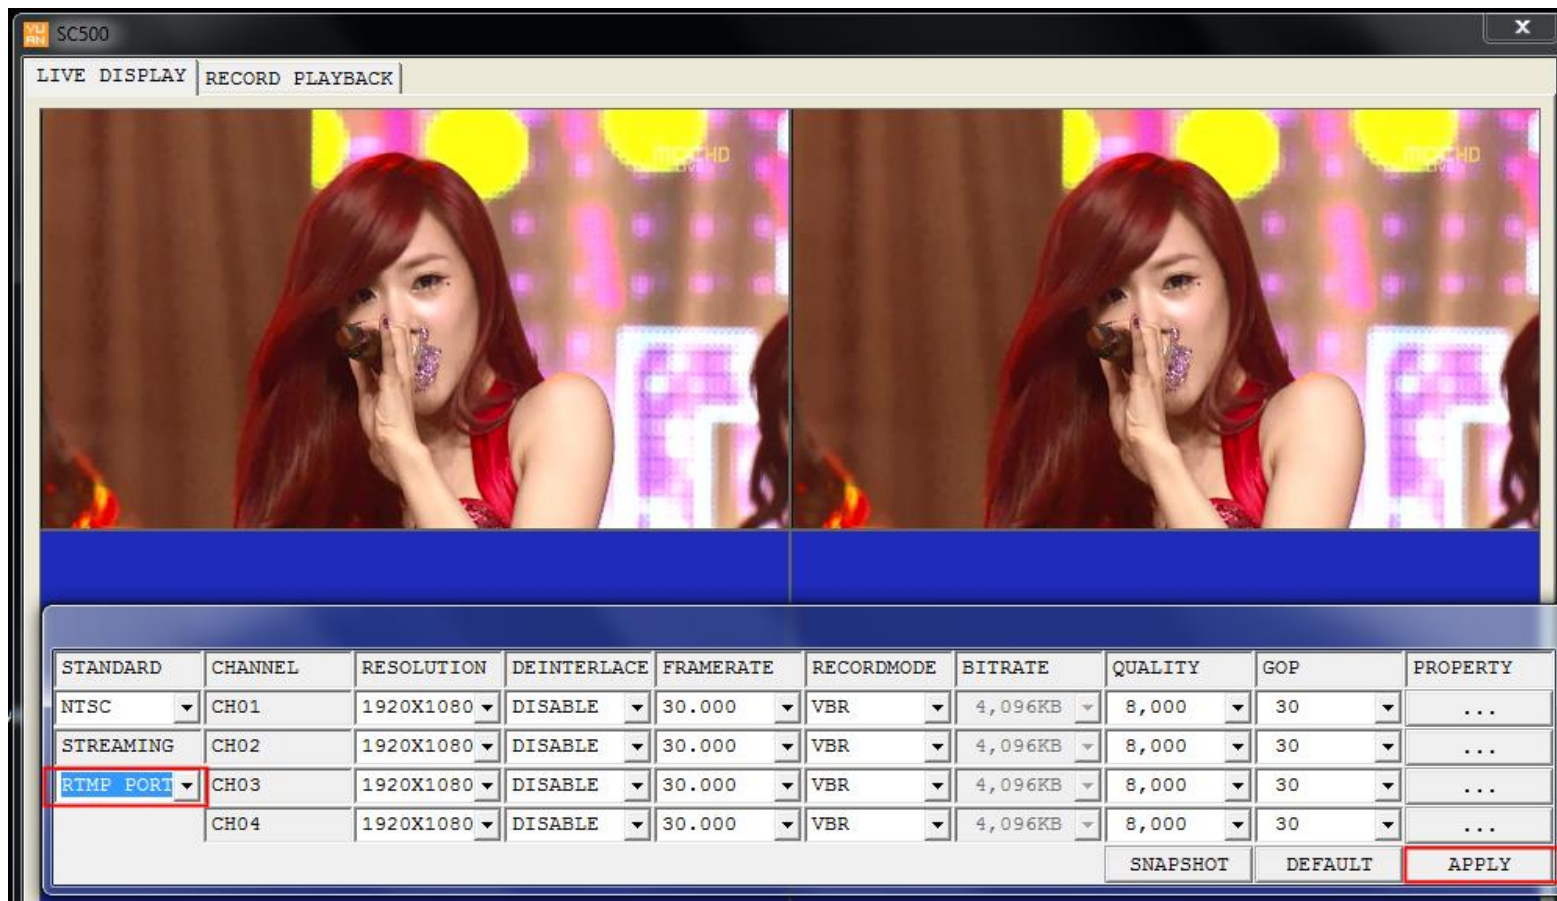 YU
AN
SC500
X
LIVE DISPLAY RECORD PLAYBACK
STANDARD CHANNEL RESOLUTION DEINTERLACE FRAMERATE RECORDMODE BITRATE QUALITY GOP PROPERTY
NTSC CH01 1920X1080 DISABLE 30.000 VBR 4,096KB 8,000 30 ...
STREAMING CH02 1920X1080 DISABLE 30.000 VBR 4,096KB 8,000 30 ...
RTMP PORT CH03 1920X1080 DISABLE 30.000 VBR 4,096KB 8,000 30 ...
CH04 1920X1080 DISABLE 30.000 VBR 4,096KB 8,000 30 ...
SNAPSHOT DEFAULT APPLY